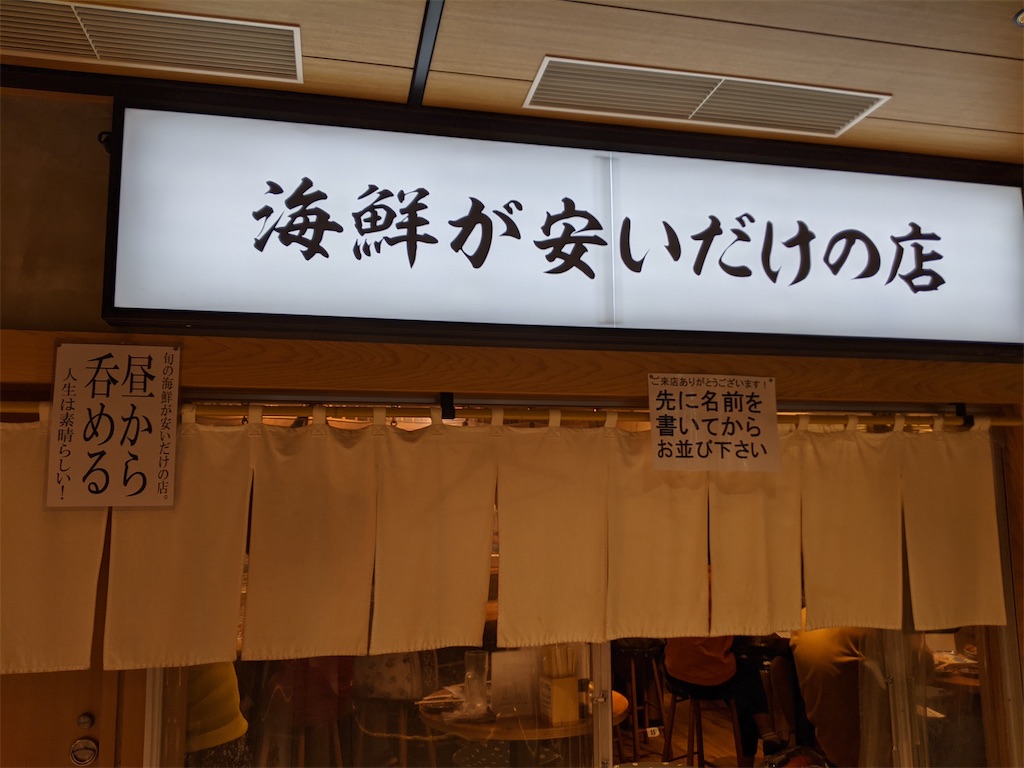 海鮮が安いだけの店
旬の海鮮が安いだけの店。
昼から
呑める
人生は素晴らしい！
ご来店ありがとうございます！
先に名前を
書いてから
お並び下さい